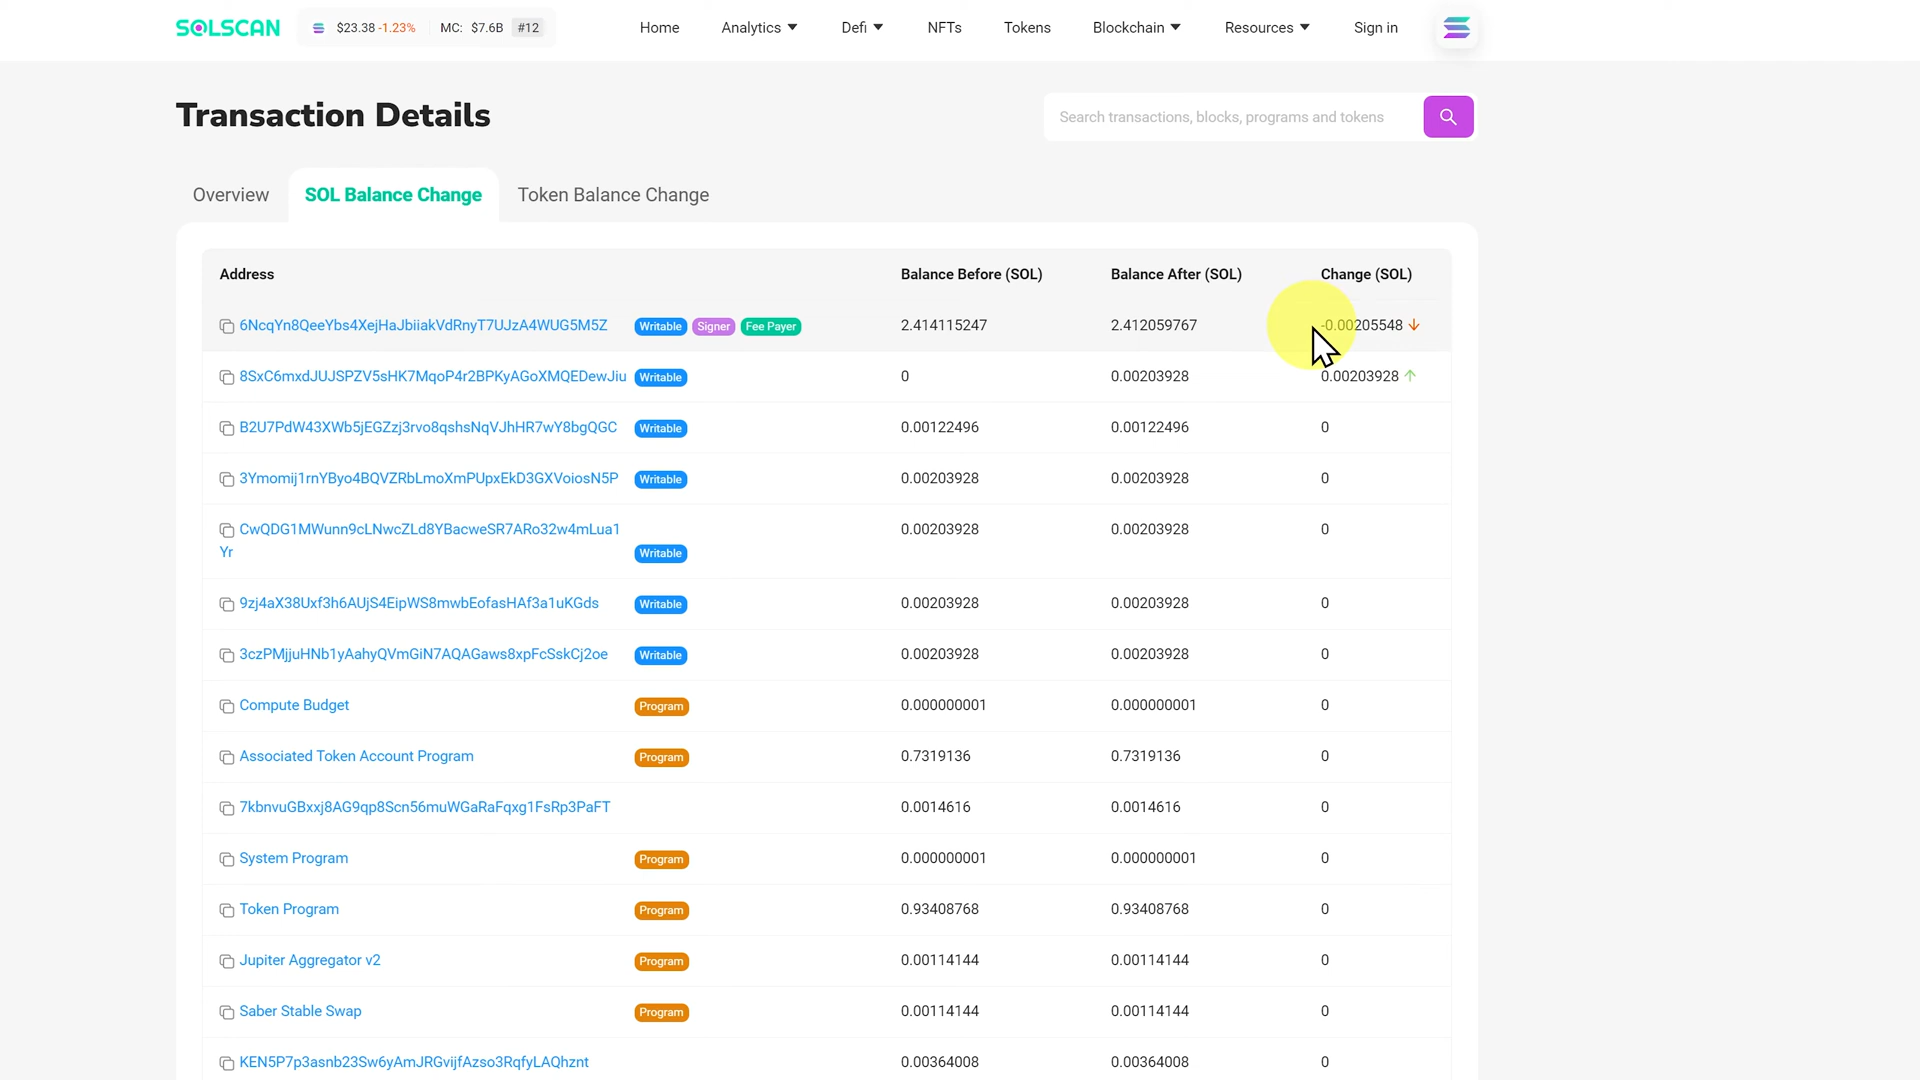 SOLSCAN $23.38 -1.23% MC: $7.6B #12 Home Analytics Defi NFTs Tokens Blockchain Resources Sign in
Transaction Details
Search transactions, blocks, programs and tokens
Overview SOL Balance Change Token Balance Change
Address Balance Before (SOL) Balance After (SOL) Change (SOL)
6NcqYn8QeeYbs4XejHaJbiiakVdRnyT7UJzA4WUG5M5Z Writable Signer Fee Payer 2.414115247 2.412059767 -0.00205548
8SxC6mxdJUJSPZV5sHK7MqoP4r2BPKyAGoXMQEDewJiu Writable 0 0.00203928 0.00203928
B2U7PdW43XWb5jEGZzj3rvo8qshsNqVJhHR7wY8bgQGC Writable 0.00122496 0.00122496 0
3Ymomij1rnYByo4BQVZRbLmoXmPUpxEkD3GXVoiosN5P Writable 0.00203928 0.00203928 0
CwQDG1MWunn9cLNwcZLd8YBacweSR7ARo32w4mLua1 0.00203928 0.00203928 0
Yr Writable
9zj4aX38Uxf3h6AUjS4EipWS8mwbEofasHAf3a1uKGds Writable 0.00203928 0.00203928 0
3czPMjjuHNb1yAahyQVmGiN7AQAGaws8xpFcSskCj2oe Writable 0.00203928 0.00203928 0
Compute Budget Program 0.000000001 0.000000001 0
Associated Token Account Program Program 0.7319136 0.7319136 0
7kbnvuGBxxj8AG9qp8Scn56muWGaRaFqxg1FsRp3PaFT 0.0014616 0.0014616 0
System Program Program 0.000000001 0.000000001 0
Token Program Program 0.93408768 0.93408768 0
Jupiter Aggregator v2 Program 0.00114144 0.00114144 0
Saber Stable Swap Program 0.00114144 0.00114144 0
KEN5P7p3asnb23Sw6yAmJRGvijfAzso3RqfyLAQhznt 0.00364008 0.00364008 0